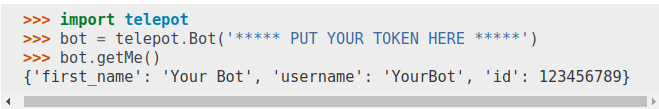 >>> import telepot
>>> bot = telepot.Bot('***** PUT YOUR TOKEN HERE *****')
>>> bot.getMe()
{'first_name': 'Your Bot', 'username': 'YourBot', 'id': 123456789}